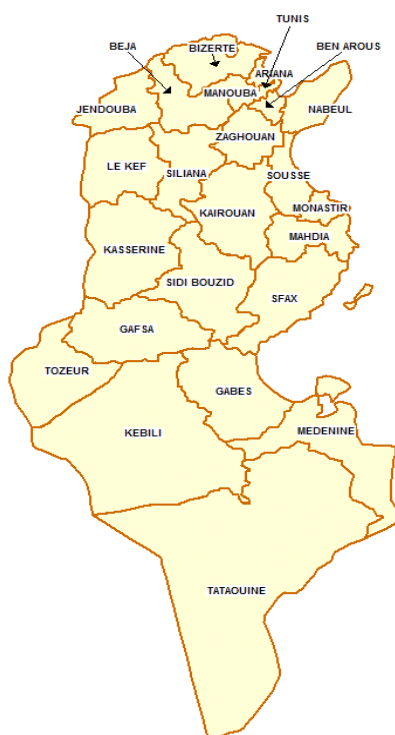 TUNIS
BEJA
BIZERTE
BEN AROUS
ARIANA
MANOUBA
JENDOUBA
NABEUL
ZAGHOUAN
LE KEF
SILIANA
SOUSSE
KAIROUAN
MONASTIR
MAHDIA
KASSERINE
SIDI BOUZID
SFAX
GAFSA
TOZEUR
GABES
KEBILI
MEDENINE
TATAOUINE